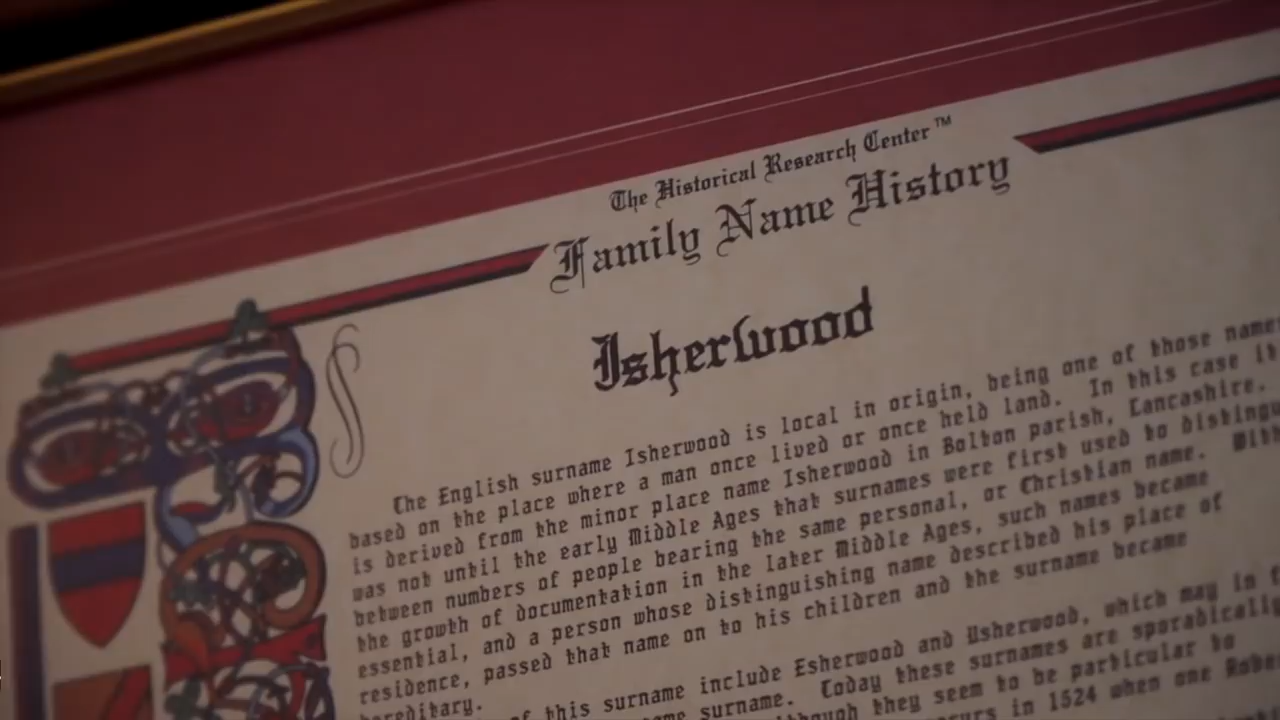 The Historical Research Center™
Family Name History
Isherwood
The English surname Isherwood is local in origin, being one of those names
based on the place where a man once lived or once held land. In this case it
is derived from the minor place name Isherwood in Bolton parish, Lancashire.
was not until the early Middle Ages that surnames were first used to distingu
between numbers of people bearing the same personal, or Christian name. With
the growth of documentation in the later Middle Ages, such names became
essential, and a person whose distinguishing name described his place of
residence, passed that name on to his children and the surname became
hereditary.
of this surname include Esherwood and Usherwood, which may in f
surname. Today these surnames are sporadically
they seem to be particular to
in 1524 when one Robe